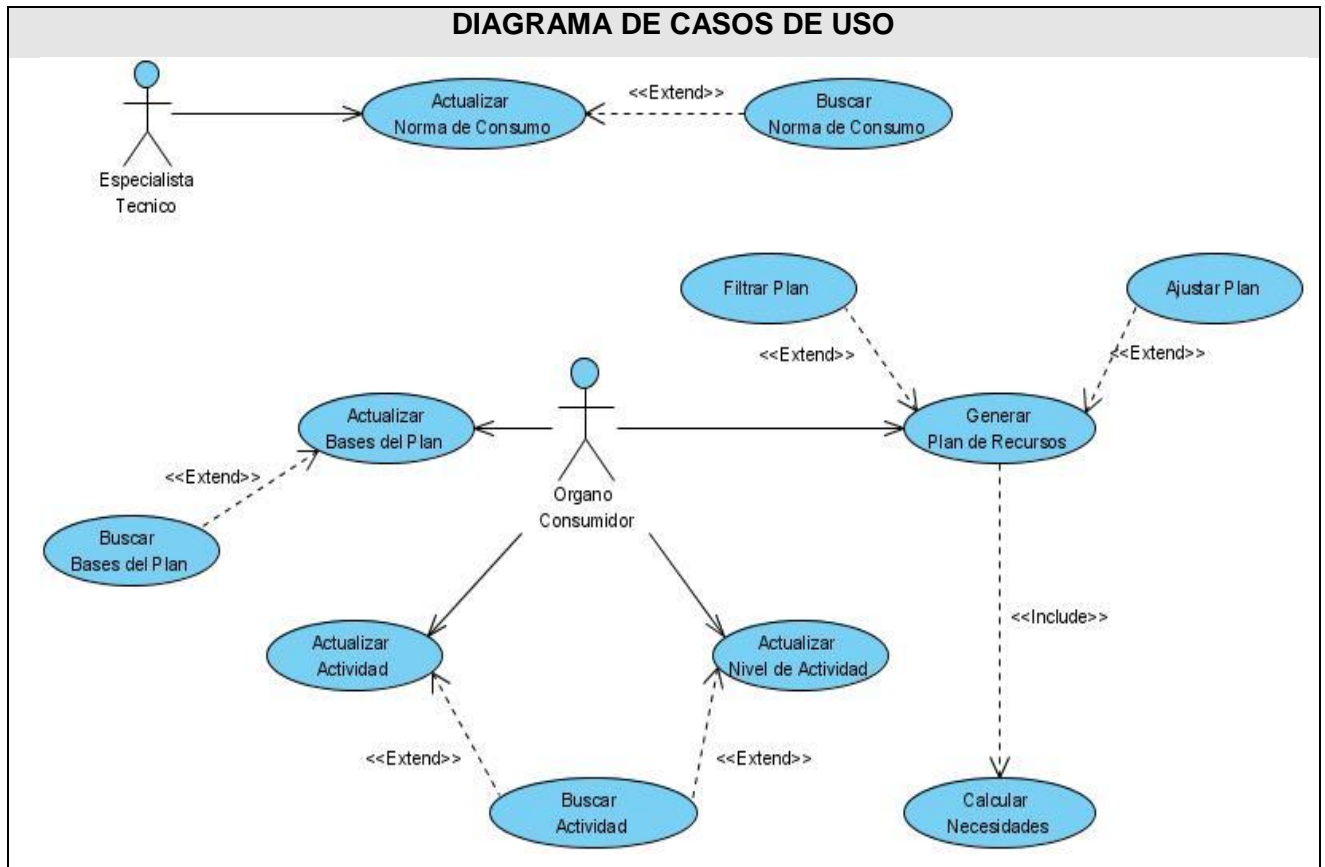 DIAGRAMA DE CASOS DE USO
Actualizar
Norma de Consumo
<<Extend>>
Buscar
Norma de Consumo
Especialista
Tecnico
Filtrar Plan
Ajustar Plan
<<Extend>>
<<Extend>>
Actualizar
Bases del Plan
Generar
Plan de Recursos
<<Extend>>
Organo
Consumidor
Buscar
Bases del Plan
<<Include>>
Actualizar
Actividad
Actualizar
Nivel de Actividad
<<Extend>>
<<Extend>>
Buscar
Actividad
Calcular
Necesidades